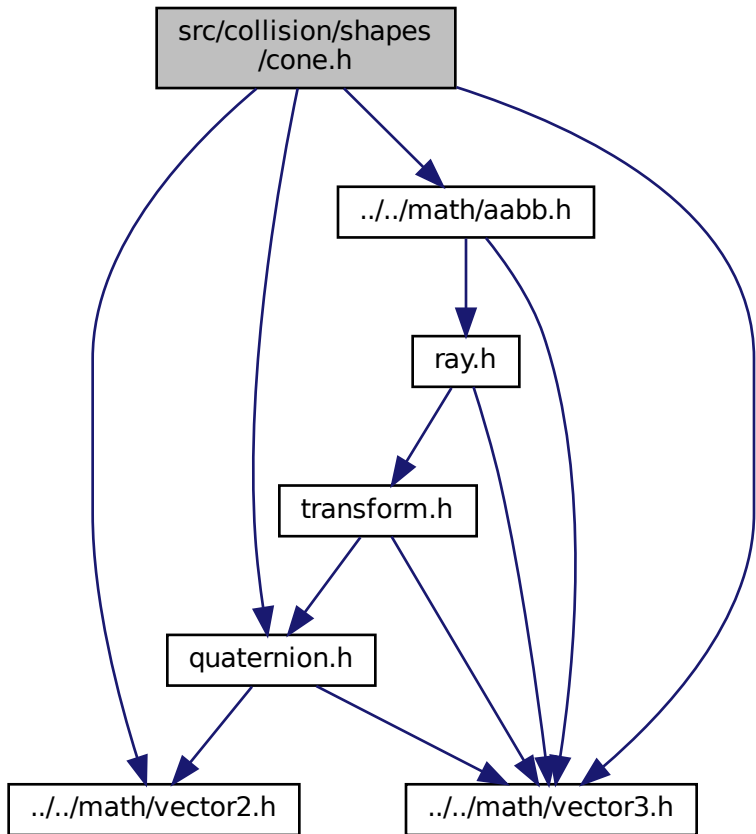 src/collision/shapes
/cone.h
../../math/aabb.h
ray.h
transform.h
quaternion.h
../../math/vector2.h
../../math/vector3.h